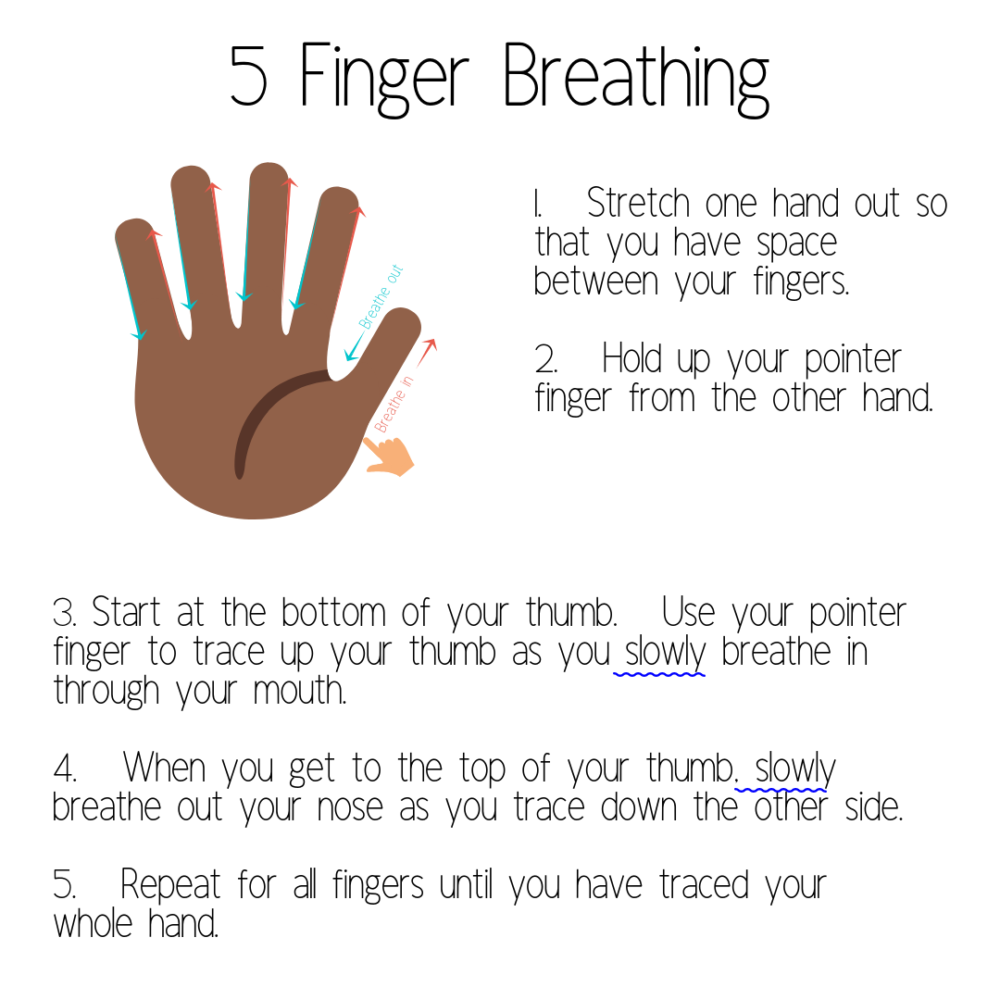 5 Finger Breathing
Breathe out
Breathe in
1. Stretch one hand out so
that you have space
between your fingers.
2. Hold up your pointer
finger from the other hand.
3. Start at the bottom of your thumb. Use your pointer
finger to trace up your thumb as you slowly breathe in
through your mouth.
4. When you get to the top of your thumb. slowly
breathe out your nose as you trace down the other side.
5. Repeat for all fingers until you have traced your
whole hand.